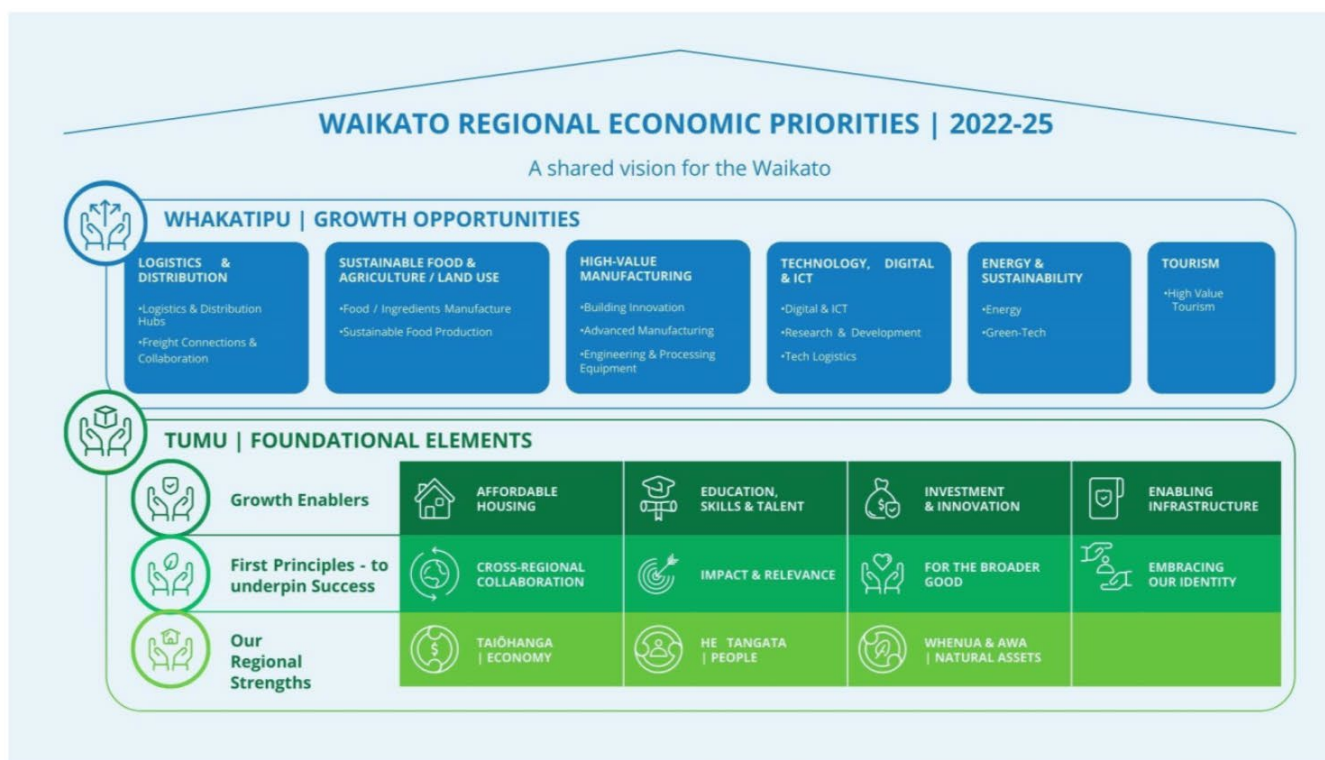 WAIKATO REGIONAL ECONOMIC PRIORITIES | 2022-25
A shared vision for the Waikato
WHAKATIPU | GROWTH OPPORTUNITIES
LOGISTICS &
DISTRIBUTION
•Logistics & Distribution
Hubs
•Freight Connections &
Collaboration
SUSTAINABLE FOOD &
AGRICULTURE / LAND USE
•Food / Ingredients Manufacture
•Sustainable Food Production
HIGH-VALUE
MANUFACTURING
•Building Innovation
•Advanced Manufacturing
•Engineering & Processing
Equipment
TECHNOLOGY, DIGITAL
& ICT
•Digital & ICT
•Research & Development
•Tech Logistics
ENERGY &
SUSTAINABILITY
•Energy
•Green-Tech
TOURISM
•High Value
Tourism
TUMU | FOUNDATIONAL ELEMENTS
Growth Enablers
AFFORDABLE
HOUSING
EDUCATION,
SKILLS & TALENT
INVESTMENT
& INNOVATION
ENABLING
INFRASTRUCTURE
First Principles - to
underpin Success
CROSS-REGIONAL
COLLABORATION
IMPACT & RELEVANCE
FOR THE BROADER
GOOD
EMBRACING
OUR IDENTITY
Our
Regional
Strengths
TAIŌHANGA
| ECONOMY
HE TANGATA
| PEOPLE
WHENUA & AWA
| NATURAL ASSETS